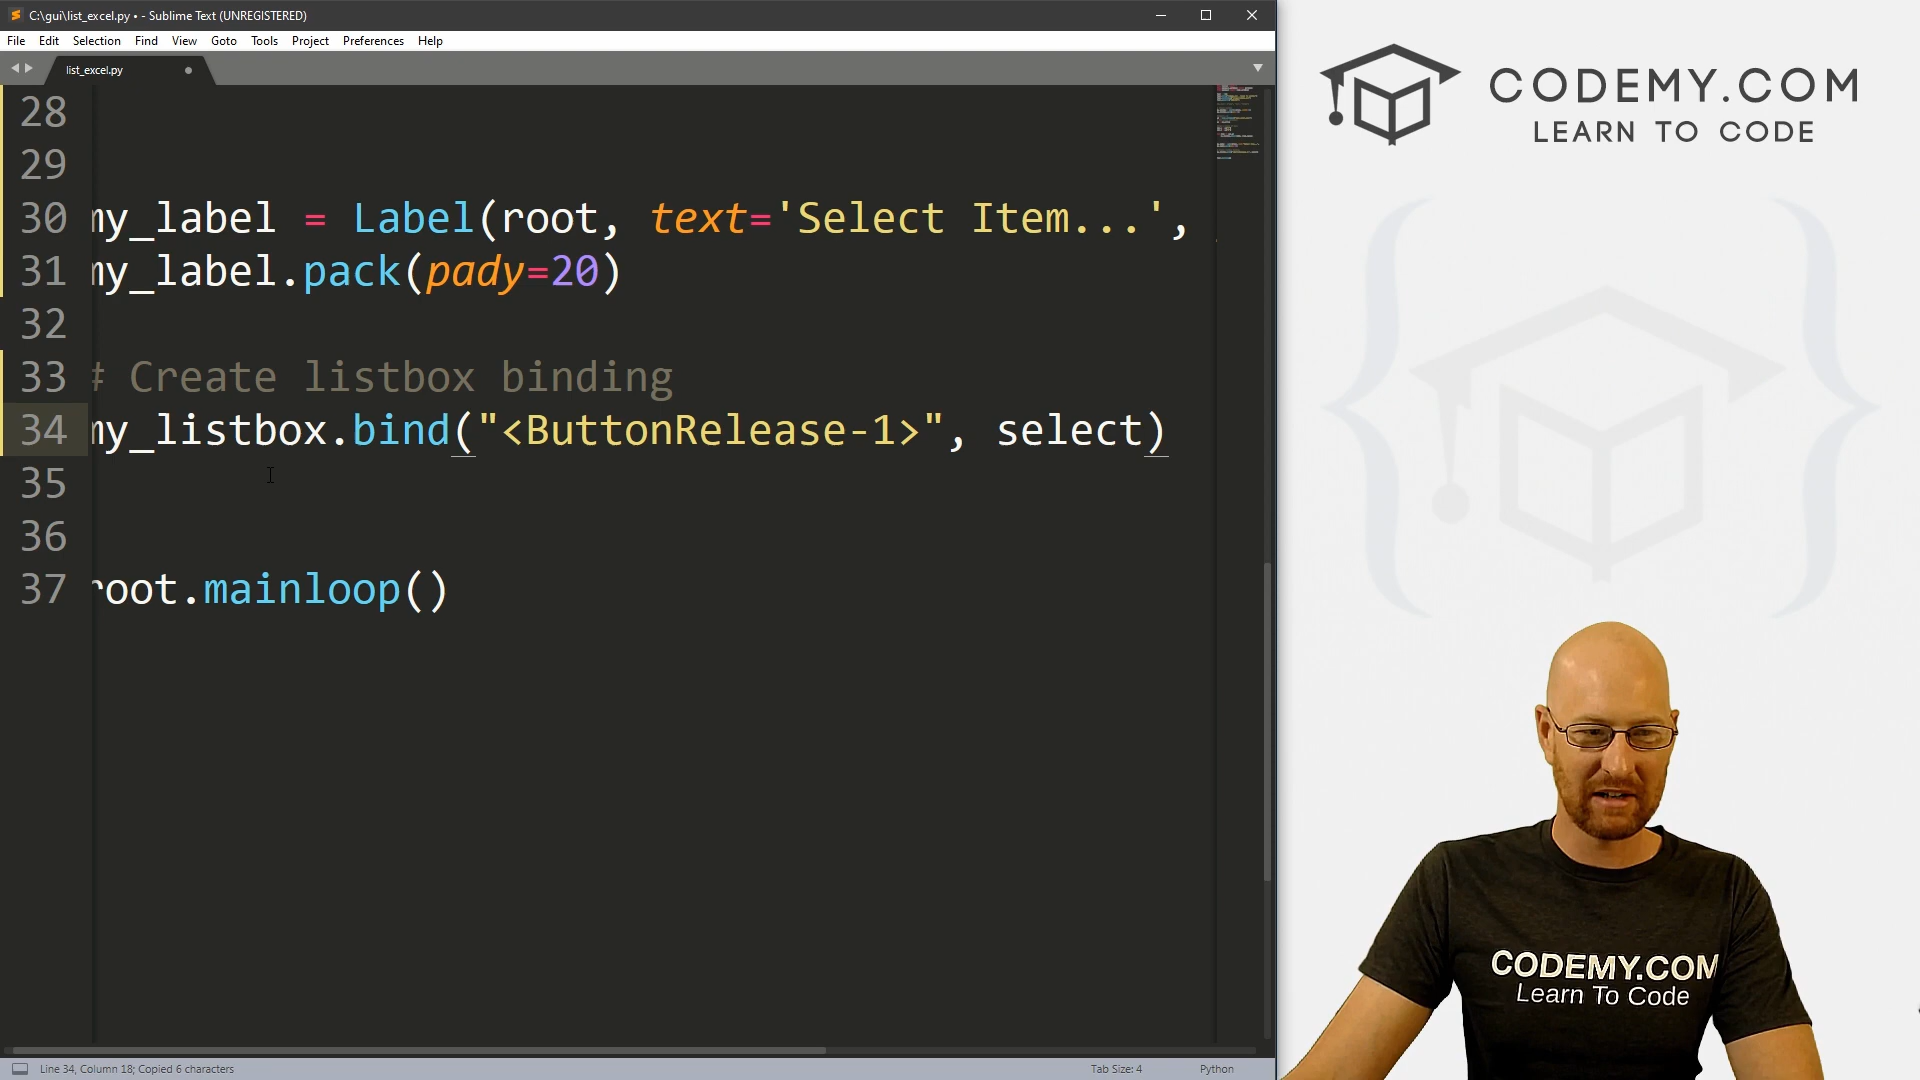 C:\gui\list_excel.py • - Sublime Text (UNREGISTERED)
File Edit Selection Find View Goto Tools Project Preferences Help
list_excel.py
28
29
30 my_label = Label(root, text='Select Item...',
31 my_label.pack(pady=20)
32
33 # Create listbox binding
34 my_listbox.bind("<ButtonRelease-1>", select)
35
36
37 root.mainloop()
Line 34, Column 18; Copied 6 characters
Tab Size: 4
Python
CODEMY.COM
LEARN TO CODE
CODEMY.COM
Learn To Code